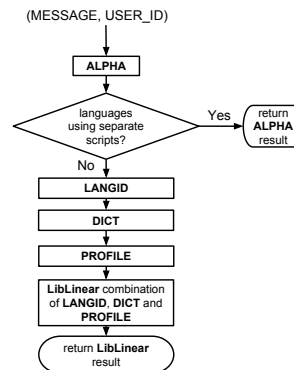 (MESSAGE, USER_ID)
ALPHA
languages
using separate
scripts?
Yes
return
ALPHA
result
No
LANGID
DICT
PROFILE
LibLinear combination
of LANGID, DICT and
PROFILE
return LibLinear
result